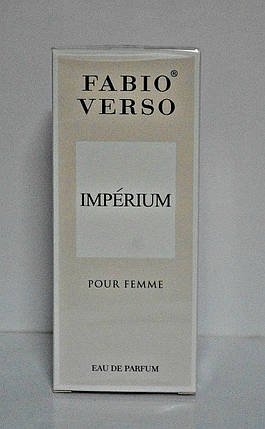 FABIO®
VERSO
IMPÉRIUM
POUR FEMME
EAU DE PARFUM